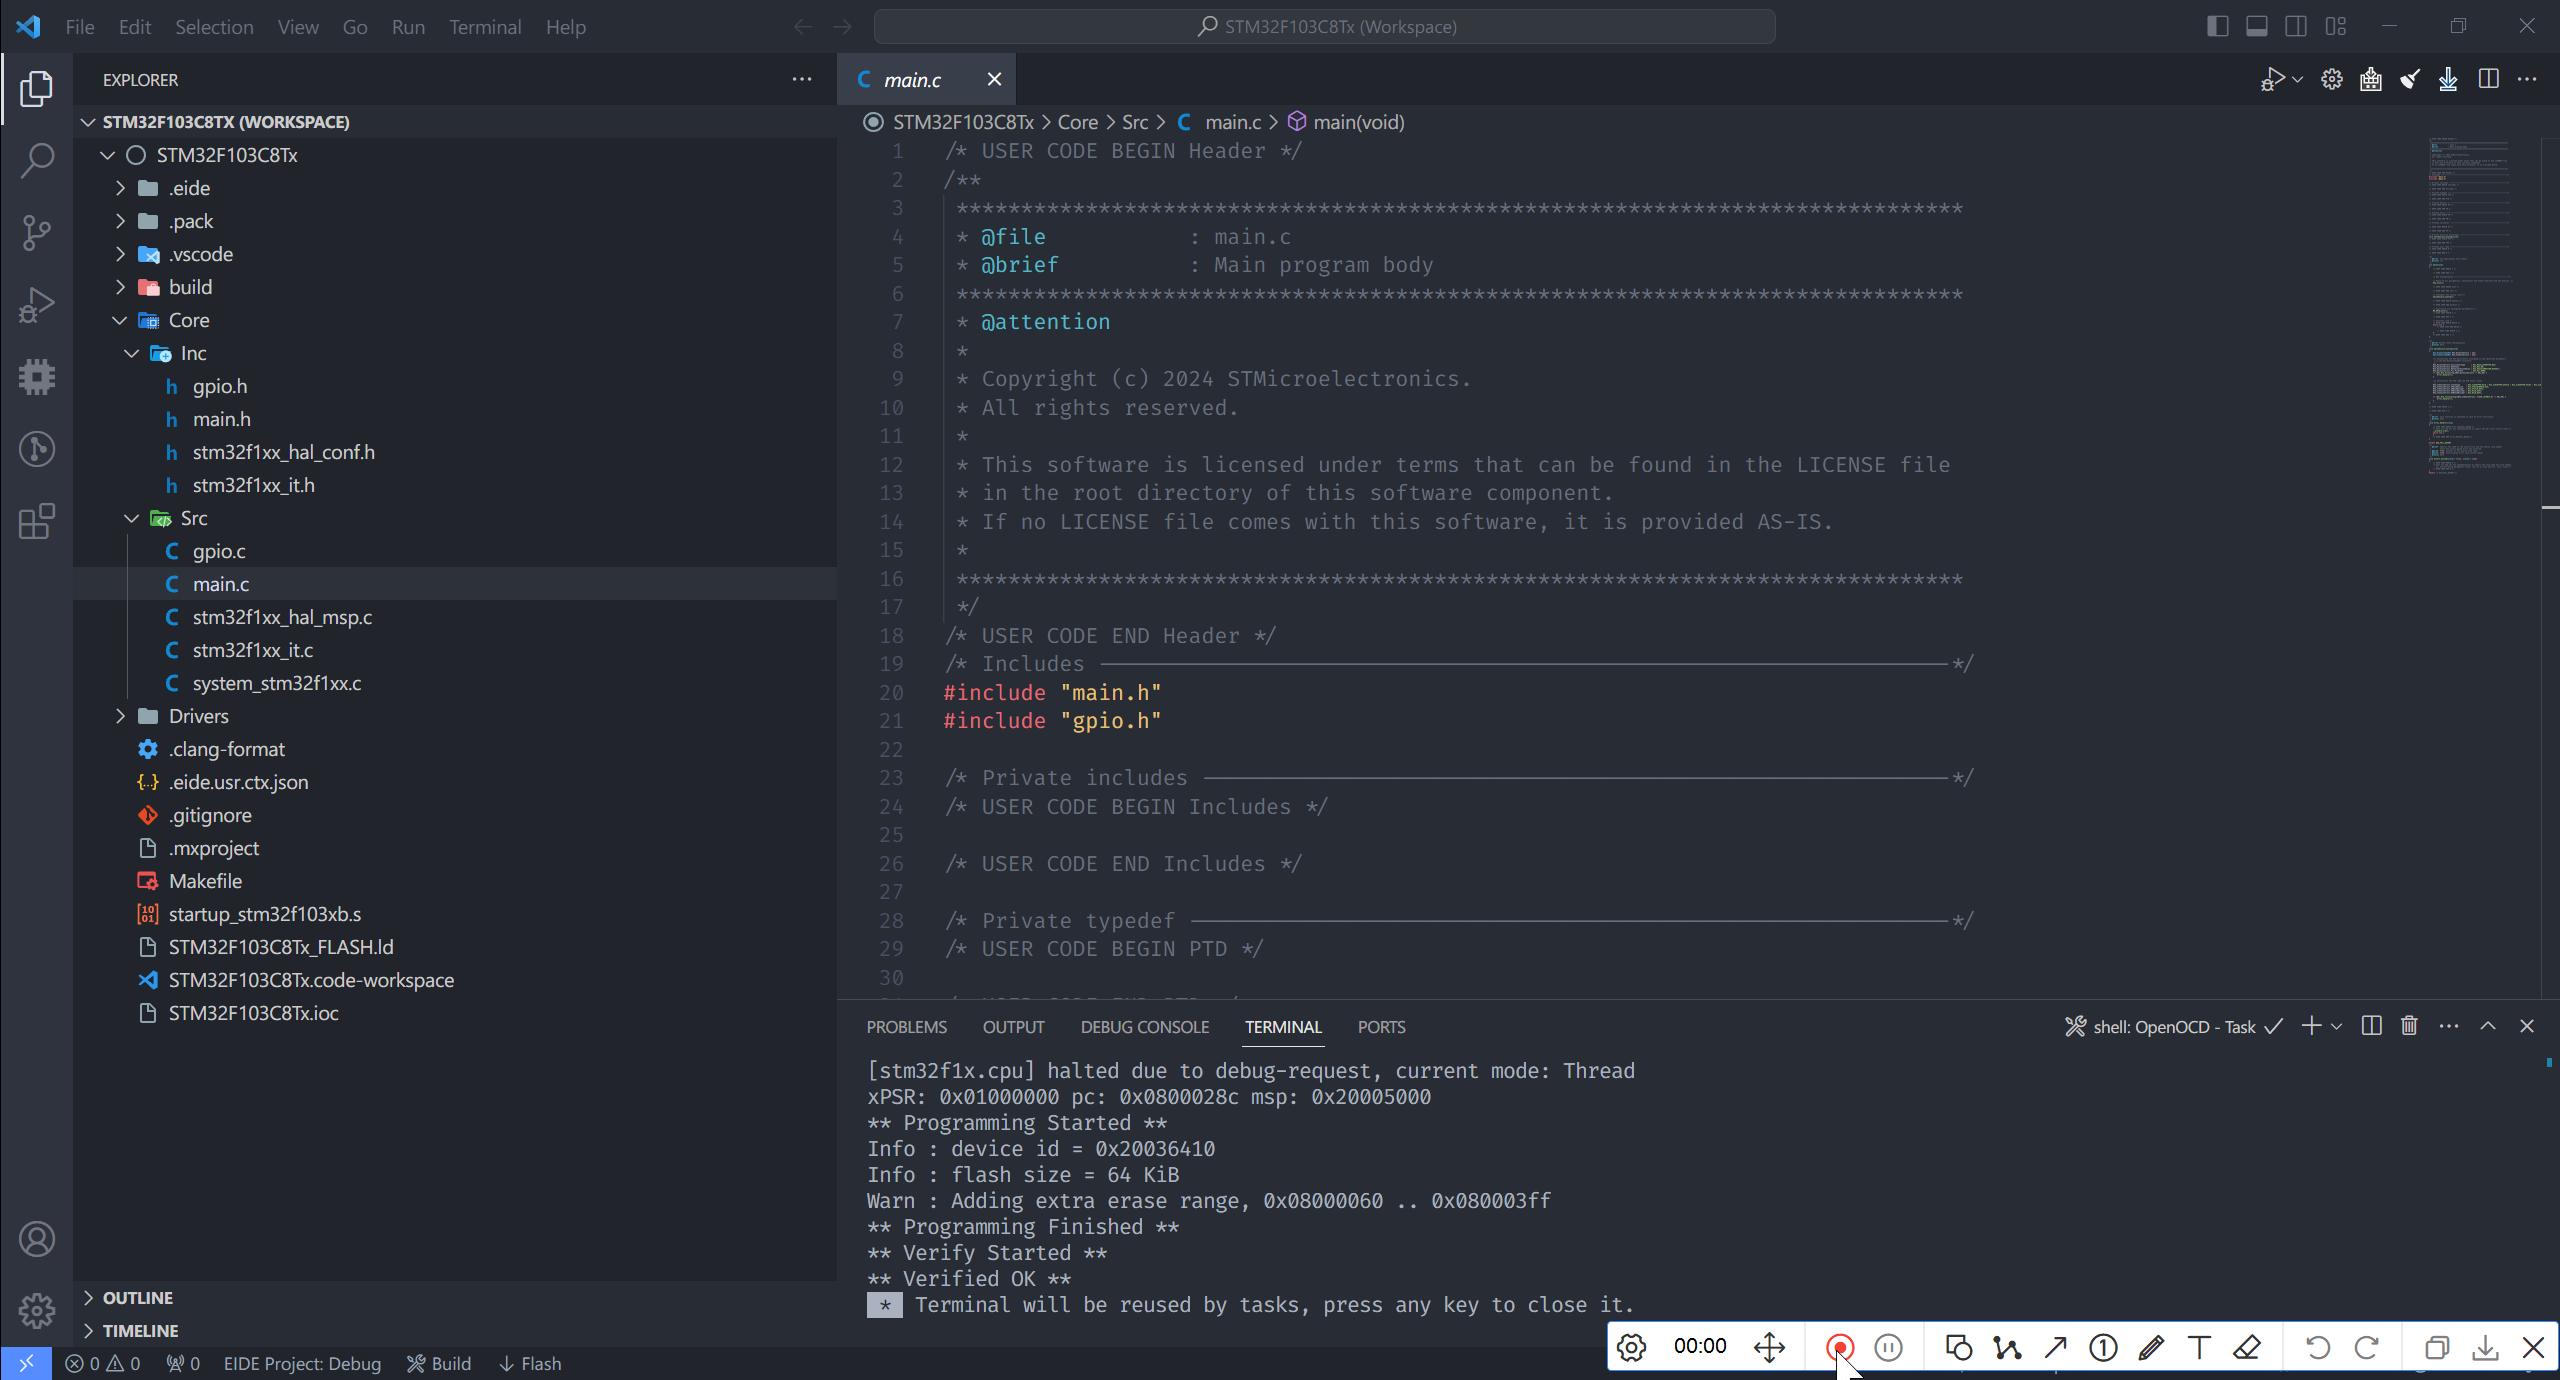 File Edit Selection View Go Run Terminal Help
STM32F103C8Tx (Workspace)
EXPLORER
STM32F103C8TX (WORKSPACE)
STM32F103C8Tx
.eide
.pack
.vscode
build
Core
Inc
gpio.h
main.h
stm32f1xx_hal_conf.h
stm32f1xx_it.h
Src
gpio.c
main.c
stm32f1xx_hal_msp.c
stm32f1xx_it.c
system_stm32f1xx.c
Drivers
.clang-format
.eide.usr.ctx.json
.gitignore
.mxproject
Makefile
startup_stm32f103xb.s
STM32F103C8Tx_FLASH.ld
STM32F103C8Tx.code-workspace
STM32F103C8Tx.ioc
OUTLINE
TIMELINE
main.c
STM32F103C8Tx > Core > Src > C main.c > main(void)
1 /* USER CODE BEGIN Header */
2 /**
3 ******************************************************************************
4 * @file : main.c
5 * @brief : Main program body
6 ******************************************************************************
7 * @attention
8 *
9 * Copyright (c) 2024 STMicroelectronics.
10 * All rights reserved.
11 *
12 * This software is licensed under terms that can be found in the LICENSE file
13 * in the root directory of this software component.
14 * If no LICENSE file comes with this software, it is provided AS-IS.
15 *
16 ******************************************************************************
17 */
18 /* USER CODE END Header */
19 /* Includes ------------------------------------------------------------------*/
20 #include "main.h"
21 #include "gpio.h"
22
23 /* Private includes ----------------------------------------------------------*/
24 /* USER CODE BEGIN Includes */
25
26 /* USER CODE END Includes */
27
28 /* Private typedef -----------------------------------------------------------*/
29 /* USER CODE BEGIN PTD */
30
PROBLEMS OUTPUT DEBUG CONSOLE TERMINAL PORTS
shell: OpenOCD - Task
[stm32f1x.cpu] halted due to debug-request, current mode: Thread
xPSR: 0x01000000 pc: 0x0800028c msp: 0x20005000
** Programming Started **
Info : device id = 0x20036410
Info : flash size = 64 KiB
Warn : Adding extra erase range, 0x08000060 .. 0x080003ff
** Programming Finished **
** Verify Started **
** Verified OK **
* Terminal will be reused by tasks, press any key to close it.
00:00
0 0 0 EIDE Project: Debug Build Flash